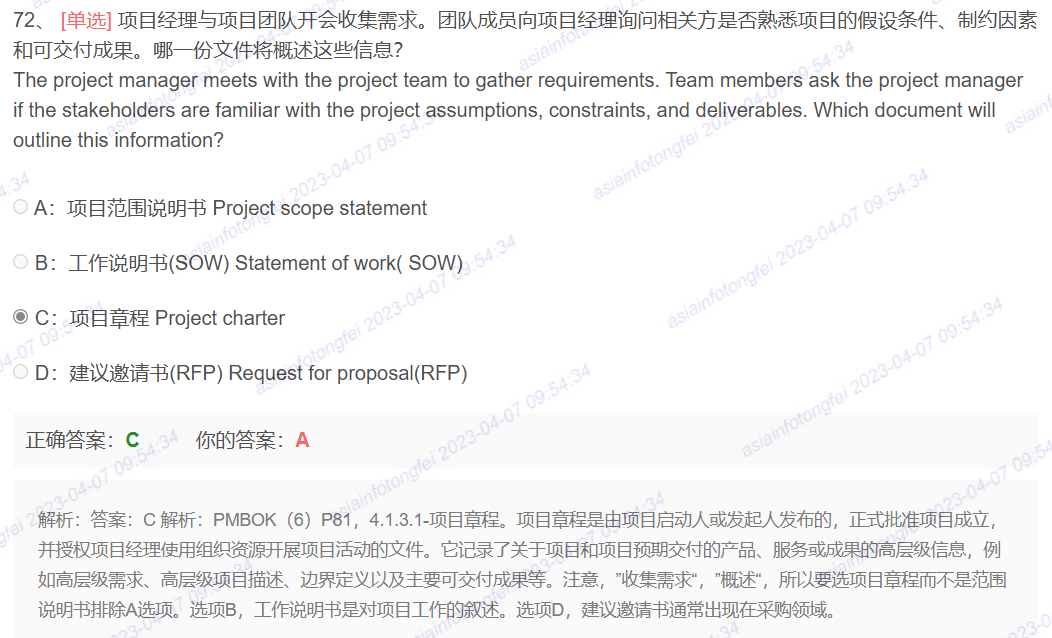 72、 [单选] 项目经理与项目团队开会收集需求。团队成员向项目经理询问相关方是否熟悉项目的假设条件、制约因素
和可交付成果。哪一份文件将概述这些信息?
The project manager meets with the project team to gather requirements. Team members ask the project manager
if the stakeholders are familiar with the project assumptions, constraints, and deliverables. Which document will
outline this information?
A：项目范围说明书 Project scope statement
B：工作说明书(SOW) Statement of work( SOW)
C：项目章程 Project charter
D：建议邀请书(RFP) Request for proposal(RFP)
正确答案：C 你的答案：A
解析：答案：C 解析：PMBOK（6）P81，4.1.3.1-项目章程。项目章程是由项目启动人或发起人发布的，正式批准项目成立，
并授权项目经理使用组织资源开展项目活动的文件。它记录了关于项目和项目预期交付的产品、服务或成果的高层级信息，例
如高层级需求、高层级项目描述、边界定义以及主要可交付成果等。注意，”收集需求“，”概述“，所以要选项目章程而不是范围
说明书排除A选项。选项B，工作说明书是对项目工作的叙述。选项D，建议邀请书通常出现在采购领域。
asiainfotongfei 2023-04-07 09:54:34